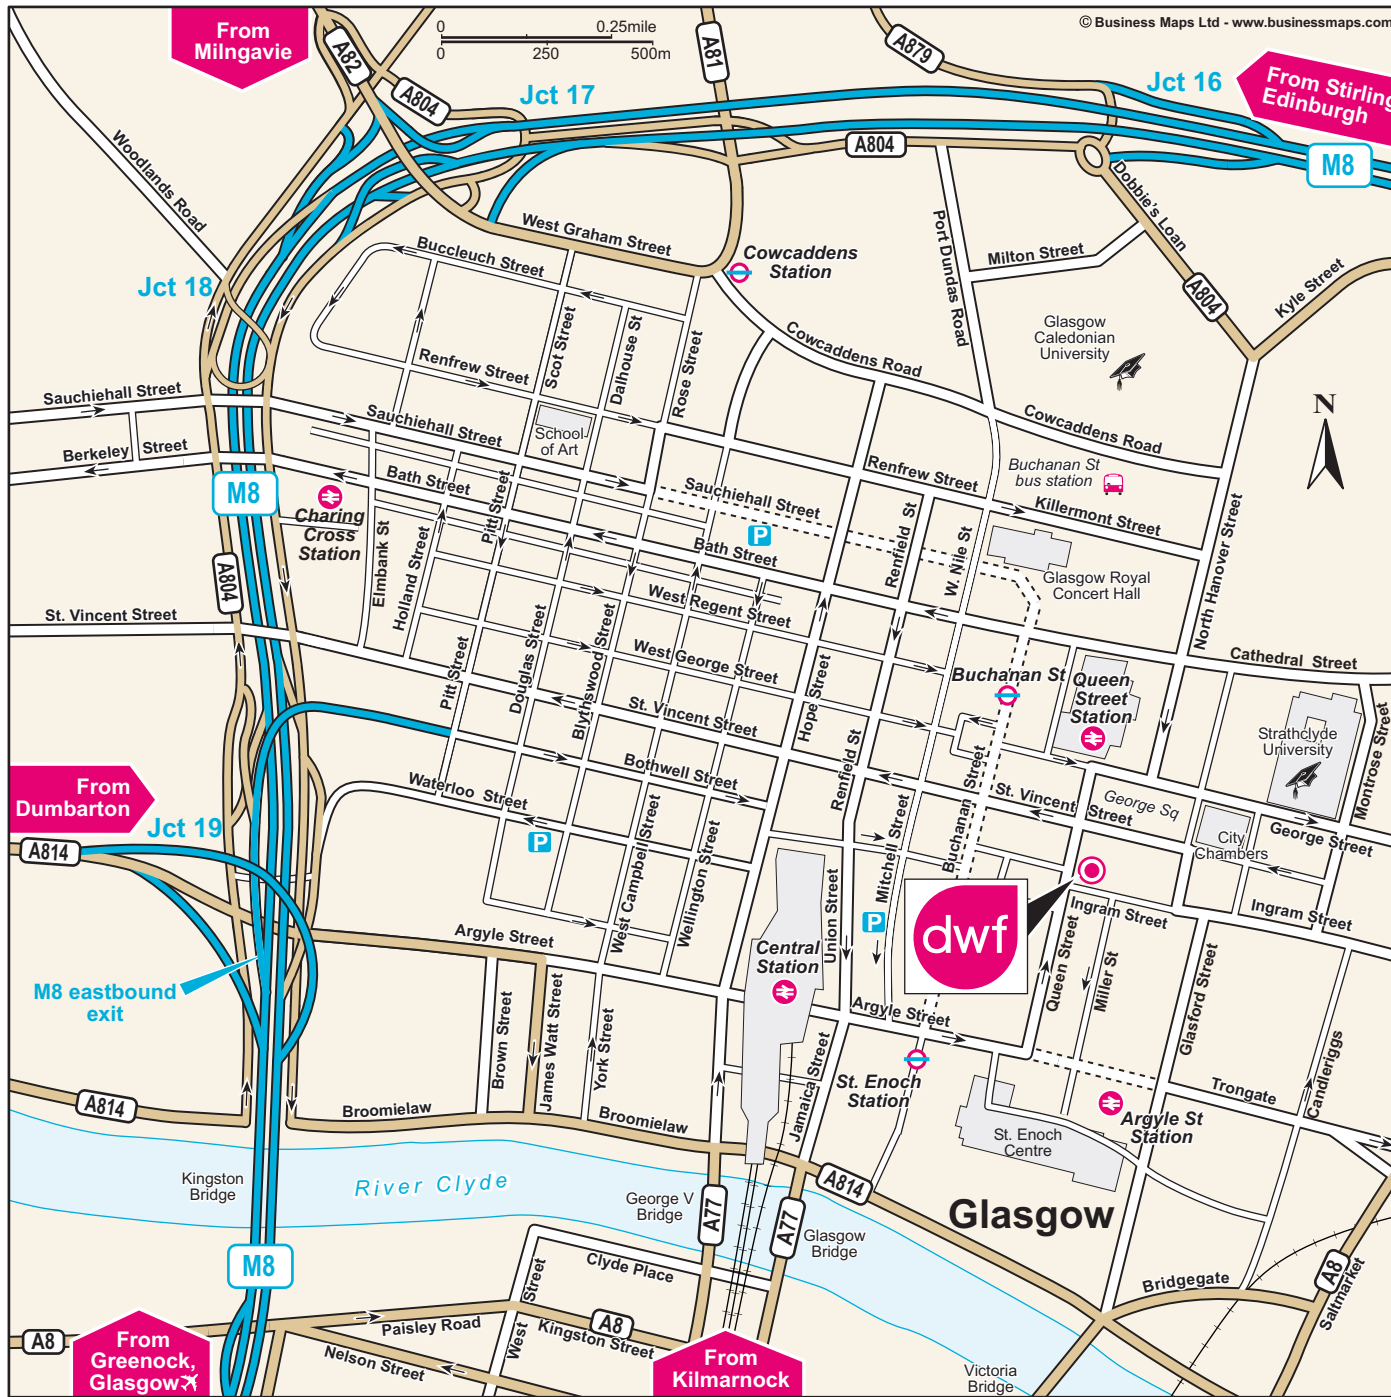 From
Milngavie
0
0.25mile
0
250
500m
© Business Maps Ltd - www.businessmaps.com
A82
A804
A81
A879
Jct 17
Jct 16
From Stirling
Edinburgh
M8
A804
Woodlands Road
West Graham Street
Buccleuch Street
Cowcaddens
Station
Port Dundas Road
Milton Street
Dobbie's Loan
A804
Kyle Street
Jct 18
Scot Street
Dalhouse St
Rose Street
Renfrew Street
Cowcaddens Road
Glasgow
Caledonian
University
Sauchiehall Street
Sauchiehall Street
School
of Art
Cowcaddens Road
N
Berkeley Street
Bath Street
Renfrew Street
Buchanan St
bus station
Killermont Street
M8
Charing
Cross
Station
Pitt Street
Sauchiehall Street
P
Bath Street
Renfield St
W. Nile St
Glasgow Royal
Concert Hall
North Hanover Street
A804
Elmbank St
Holland Street
St. Vincent Street
West Regent Street
West George Street
Pitt Street
Douglas Street
Blythswood Street
St. Vincent Street
Hope Street
Buchanan St
Queen
Street
Station
Cathedral Street
Strathclyde
University
Montrose Street
From
Dumbarton
Jct 19
A814
Waterloo Street
Bothwell Street
P
Renfield St
St. Vincent Street
George Sq
George Street
City
Chambers
Buchanan Street
Mitchell Street
West Campbell Street
Wellington Street
Union Street
P
dwf
Ingram Street
Ingram Street
Argyle Street
Central
Station
Queen Street
Miller St
Glasford Street
M8 eastbound
exit
Brown Street
James Watt Street
York Street
Argyle Street
Jamaica Street
St. Enoch
Station
Trongate
Candleriggs
A814
Broomielaw
Broomielaw
Argyle St
Station
St. Enoch
Centre
Kingston
Bridge
River Clyde
George V
Bridge
A77
A77
A814
Glasgow
Bridge
Glasgow
M8
Clyde Place
West Street
Bridgegate
A8
Saltmarket
A8
From
Greenock,
Glasgow
Paisley Road
Nelson Street
Kingston Street
A8
From
Kilmarnock
Victoria
Bridge